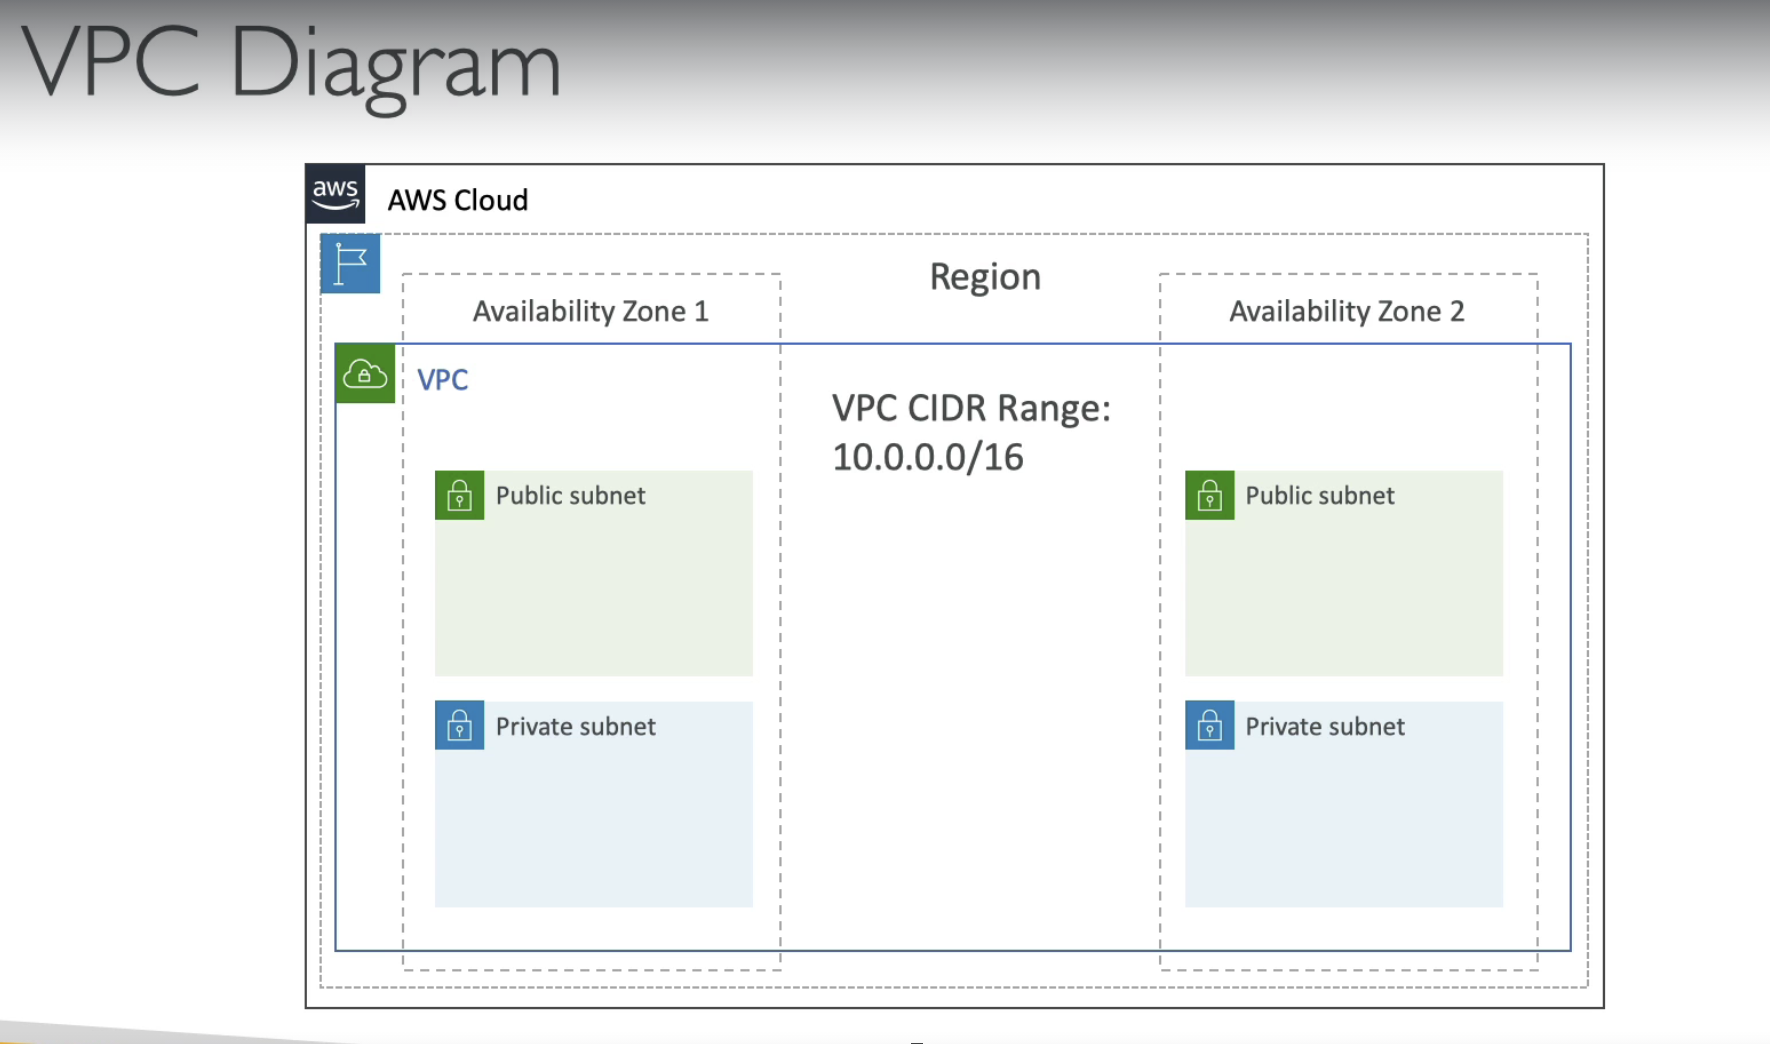 VPC Diagram
aws
AWS Cloud
Region
Availability Zone 1
Availability Zone 2
VPC
VPC CIDR Range:
10.0.0.0/16
Public subnet
Public subnet
Private subnet
Private subnet